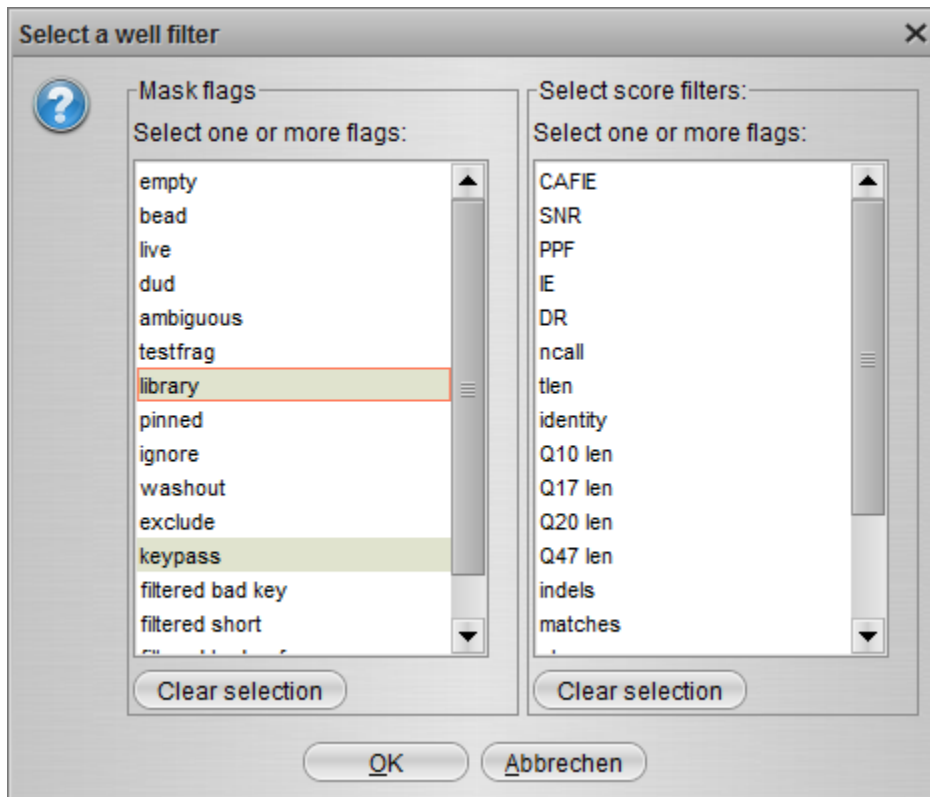 Select a well filter
Mask flags
Select one or more flags:
empty
bead
live
dud
ambiguous
testfrag
library
pinned
ignore
washout
exclude
keypass
filtered bad key
filtered short
Clear selection
Select score filters:
Select one or more flags:
CAFIE
SNR
PPF
IE
DR
ncall
tlen
identity
Q10 len
Q17 len
Q20 len
Q47 len
indels
matches
Clear selection
OK
Abbrechen